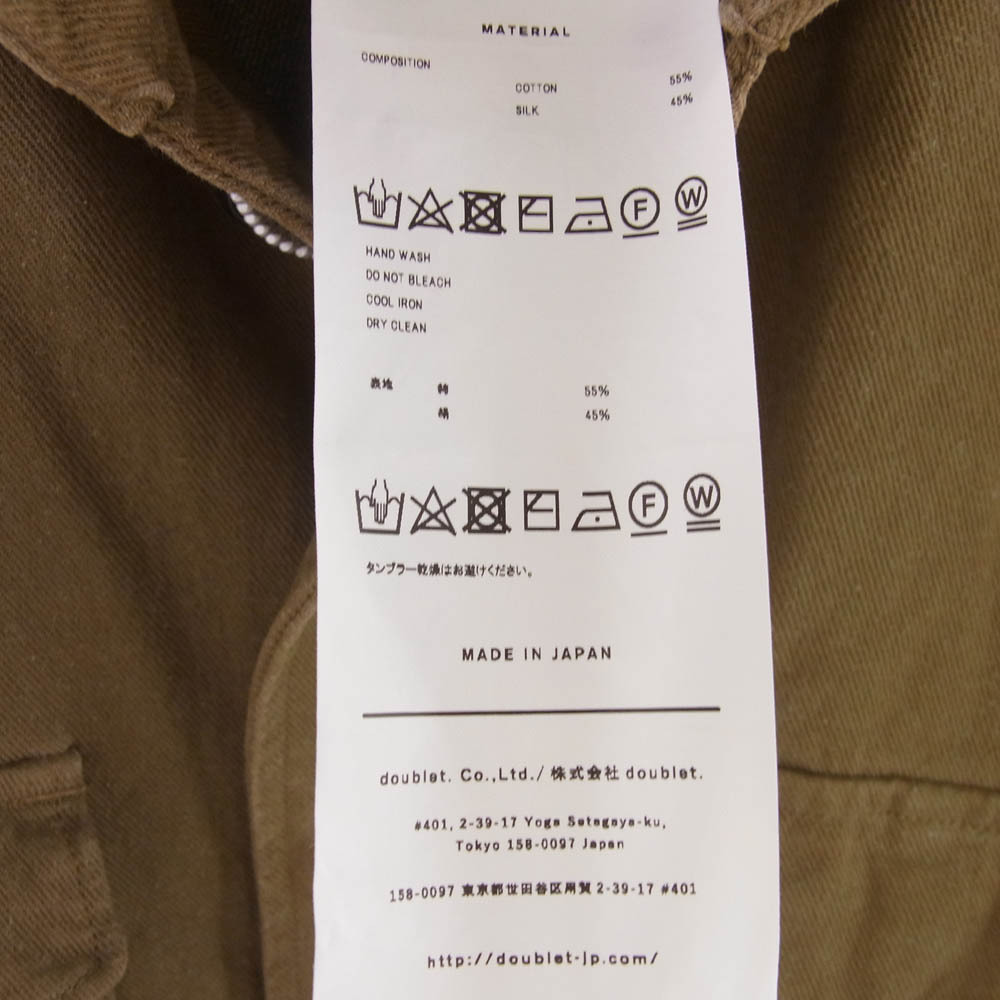 MATERIAL
COMPOSITION
COTTON 55%
SILK 45%
F W
HAND WASH
DO NOT BLEACH
COOL IRON
DRY CLEAN
表地 綿 55%
絹 45%
F W
タンブラー乾燥はお避けください。
MADE IN JAPAN
doublet. Co.,Ltd./ 株式会社 doublet.
#401, 2-39-17 Yoga Setagaya-ku,
Tokyo 158-0097 Japan
158-0097 東京都世田谷区用賀 2-39-17 #401
http://doublet-jp.com/